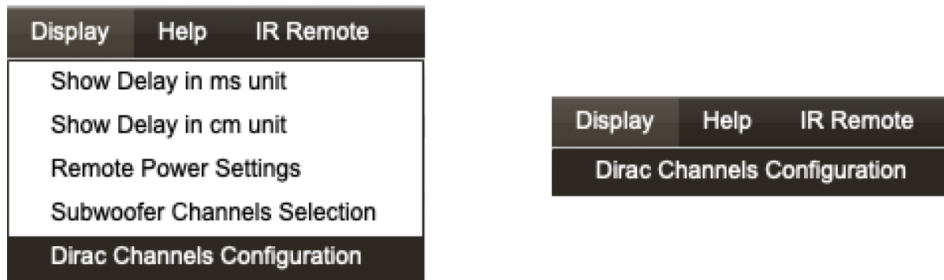 Display Help IR Remote
Show Delay in ms unit
Show Delay in cm unit
Remote Power Settings
Subwoofer Channels Selection
Dirac Channels Configuration
Display Help IR Remote
Dirac Channels Configuration